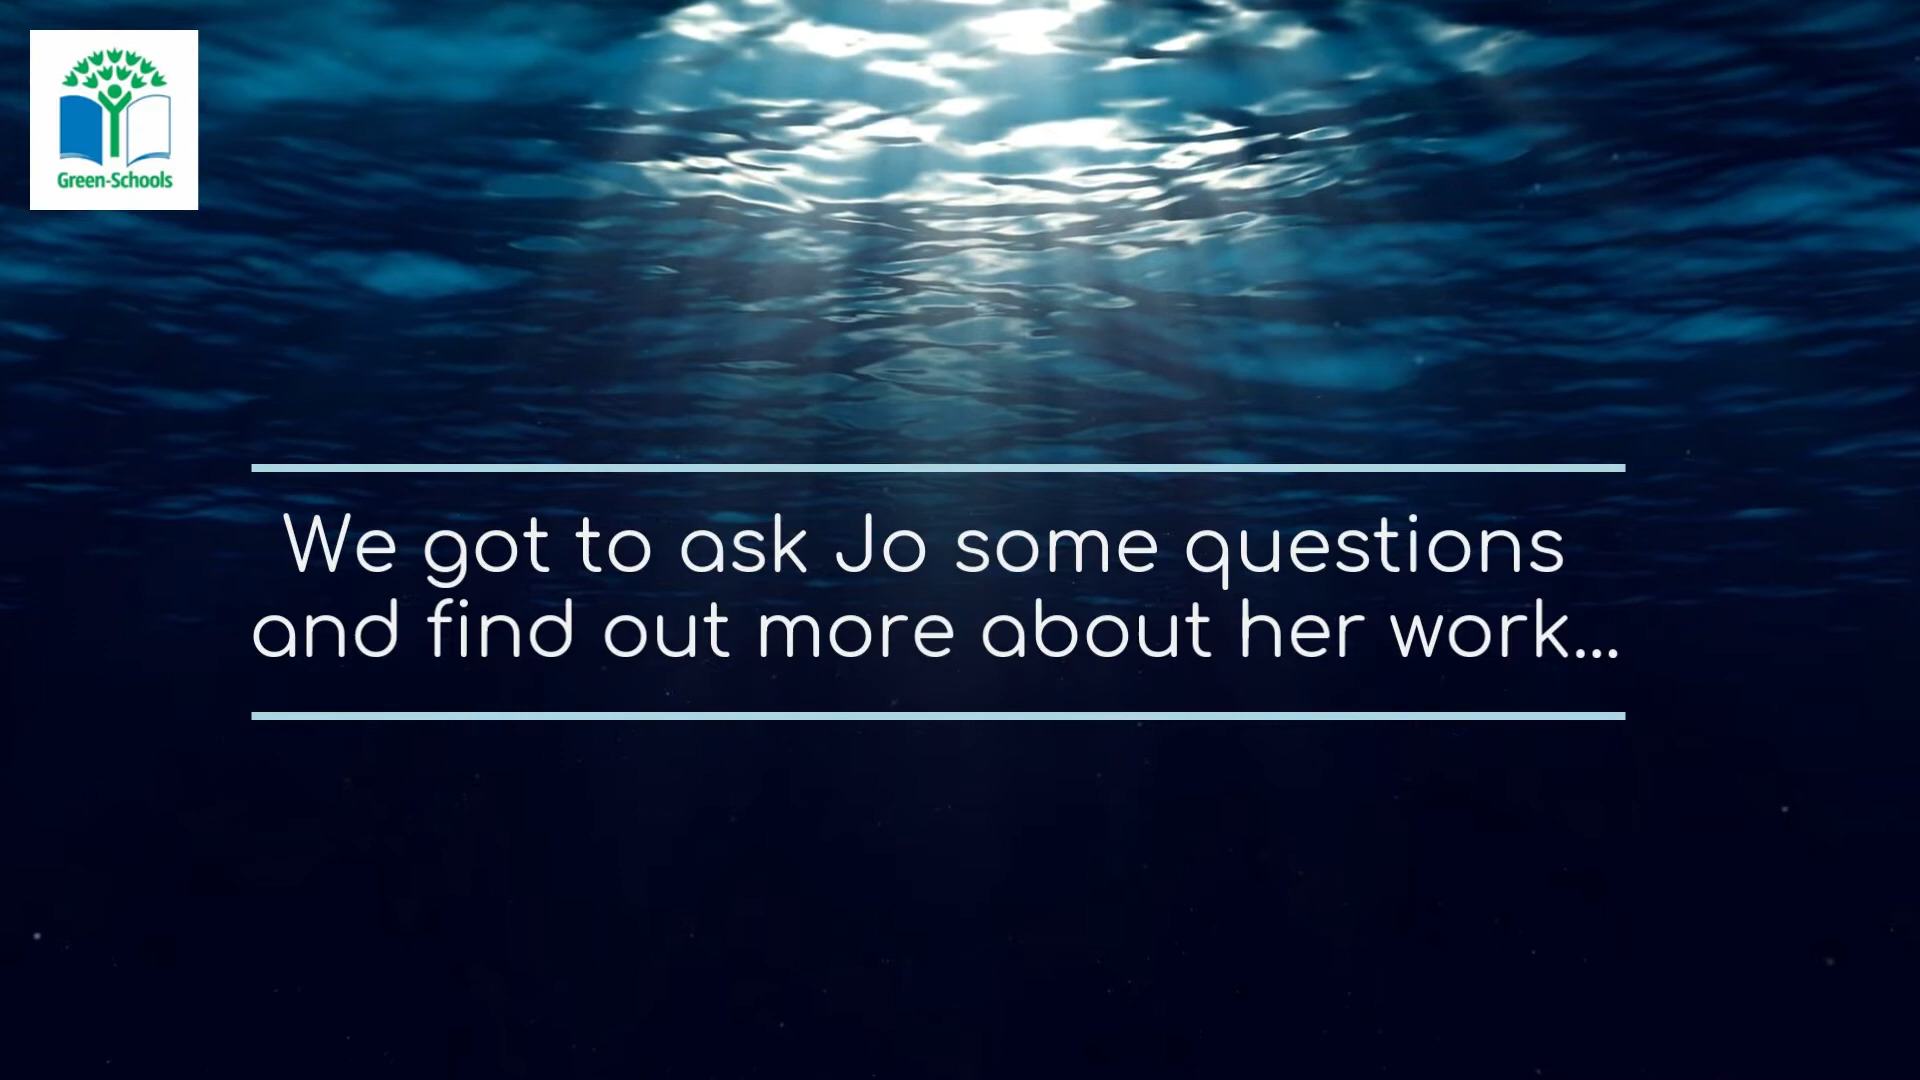 Green-Schools
We got to ask Jo some questions
and find out more about her work...